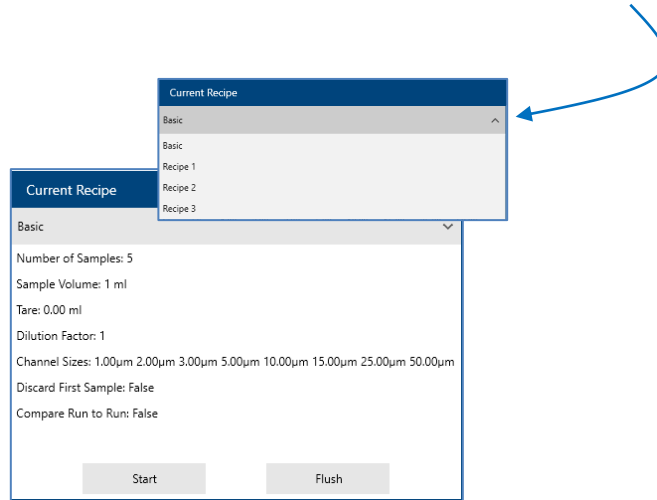 Current Recipe
Basic
Basic
Recipe 1
Recipe 2
Recipe 3
Current Recipe
Basic
Number of Samples: 5
Sample Volume: 1 ml
Tare: 0.00 ml
Dilution Factor: 1
Channel Sizes: 1.00µm 2.00µm 3.00µm 5.00µm 10.00µm 15.00µm 25.00µm 50.00µm
Discard First Sample: False
Compare Run to Run: False
Start
Flush